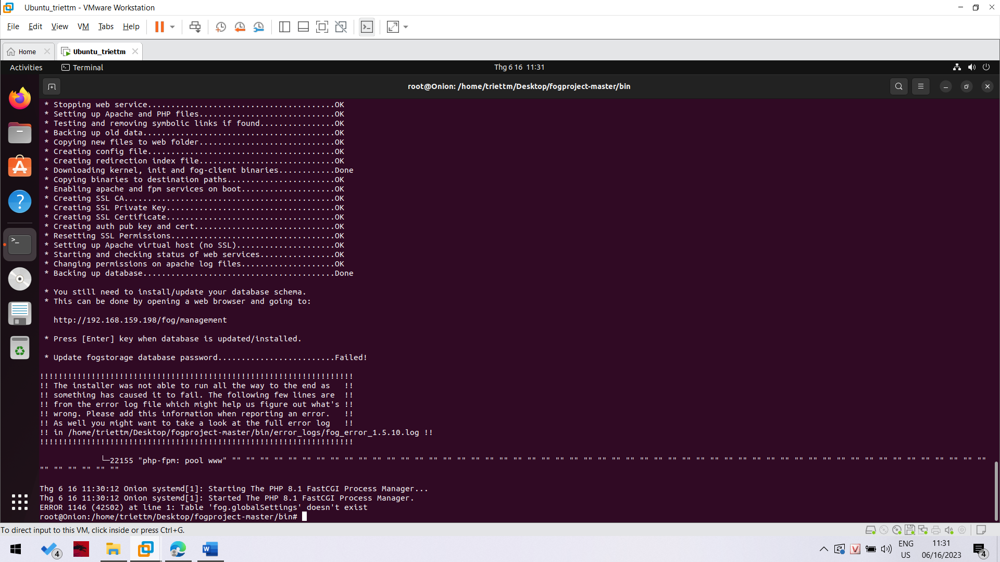 Ubuntu_triettm - VMware Workstation
File Edit View VM Tabs Help
Home
Ubuntu_triettm
Activities
Terminal
Thg 6 16 11:31
root@Onion: /home/triettm/Desktop/fogproject-master/bin
* Stopping web service........................................OK
* Setting up Apache and PHP files.............................OK
* Testing and removing symbolic links if found................OK
* Backing up old data.........................................OK
* Copying new files to web folder.............................OK
* Creating config file........................................OK
* Creating redirection index file.............................OK
* Downloading kernel, init and fog-client binaries............Done
* Copying binaries to destination paths.......................OK
* Enabling apache and fpm services on boot....................OK
* Creating SSL CA.............................................OK
* Creating SSL Private Key....................................OK
* Creating SSL Certificate....................................OK
* Creating auth pub key and cert..............................OK
* Resetting SSL Permissions...................................OK
* Setting up Apache virtual host (no SSL).....................OK
* Starting and checking status of web services................OK
* Changing permissions on apache log files....................OK
* Backing up database.........................................Done
* You still need to install/update your database schema.
* This can be done by opening a web browser and going to:
http://192.168.159.198/fog/management
* Press [Enter] key when database is updated/installed.
* Update fogstorage database password.........................Failed!
!!!!!!!!!!!!!!!!!!!!!!!!!!!!!!!!!!!!!!!!!!!!!!!!!!!!!!!!!!!!!!!!!!!
!! The installer was not able to run all the way to the end as   !!
!! something has caused it to fail. The following few lines are  !!
!! from the error log file which might help us figure out what's !!
!! wrong. Please add this information when reporting an error.   !!
!! As well you might want to take a look at the full error log   !!
!! in /home/triettm/Desktop/fogproject-master/bin/error_logs/fog_error_1.5.10.log !!
!!!!!!!!!!!!!!!!!!!!!!!!!!!!!!!!!!!!!!!!!!!!!!!!!!!!!!!!!!!!!!!!!!!
└─22155 "php-fpm: pool www" "" "" "" "" "" "" "" "" "" "" "" "" "" "" "" "" "" "" "" "" "" "" "" "" "" "" "" "" "" "" "" "" "" "" "" "" "" "" "" "" "" "" "" "" "" "" "" "" "" "" "" "" "" ""
"" "" "" "" "" ""
Thg 6 16 11:30:12 Onion systemd[1]: Starting The PHP 8.1 FastCGI Process Manager...
Thg 6 16 11:30:12 Onion systemd[1]: Started The PHP 8.1 FastCGI Process Manager.
ERROR 1146 (42S02) at line 1: Table 'fog.globalSettings' doesn't exist
root@Onion:/home/triettm/Desktop/fogproject-master/bin#
To direct input to this VM, click inside or press Ctrl+G.
4
W
V
ENG
US
11:31
06/16/2023
4